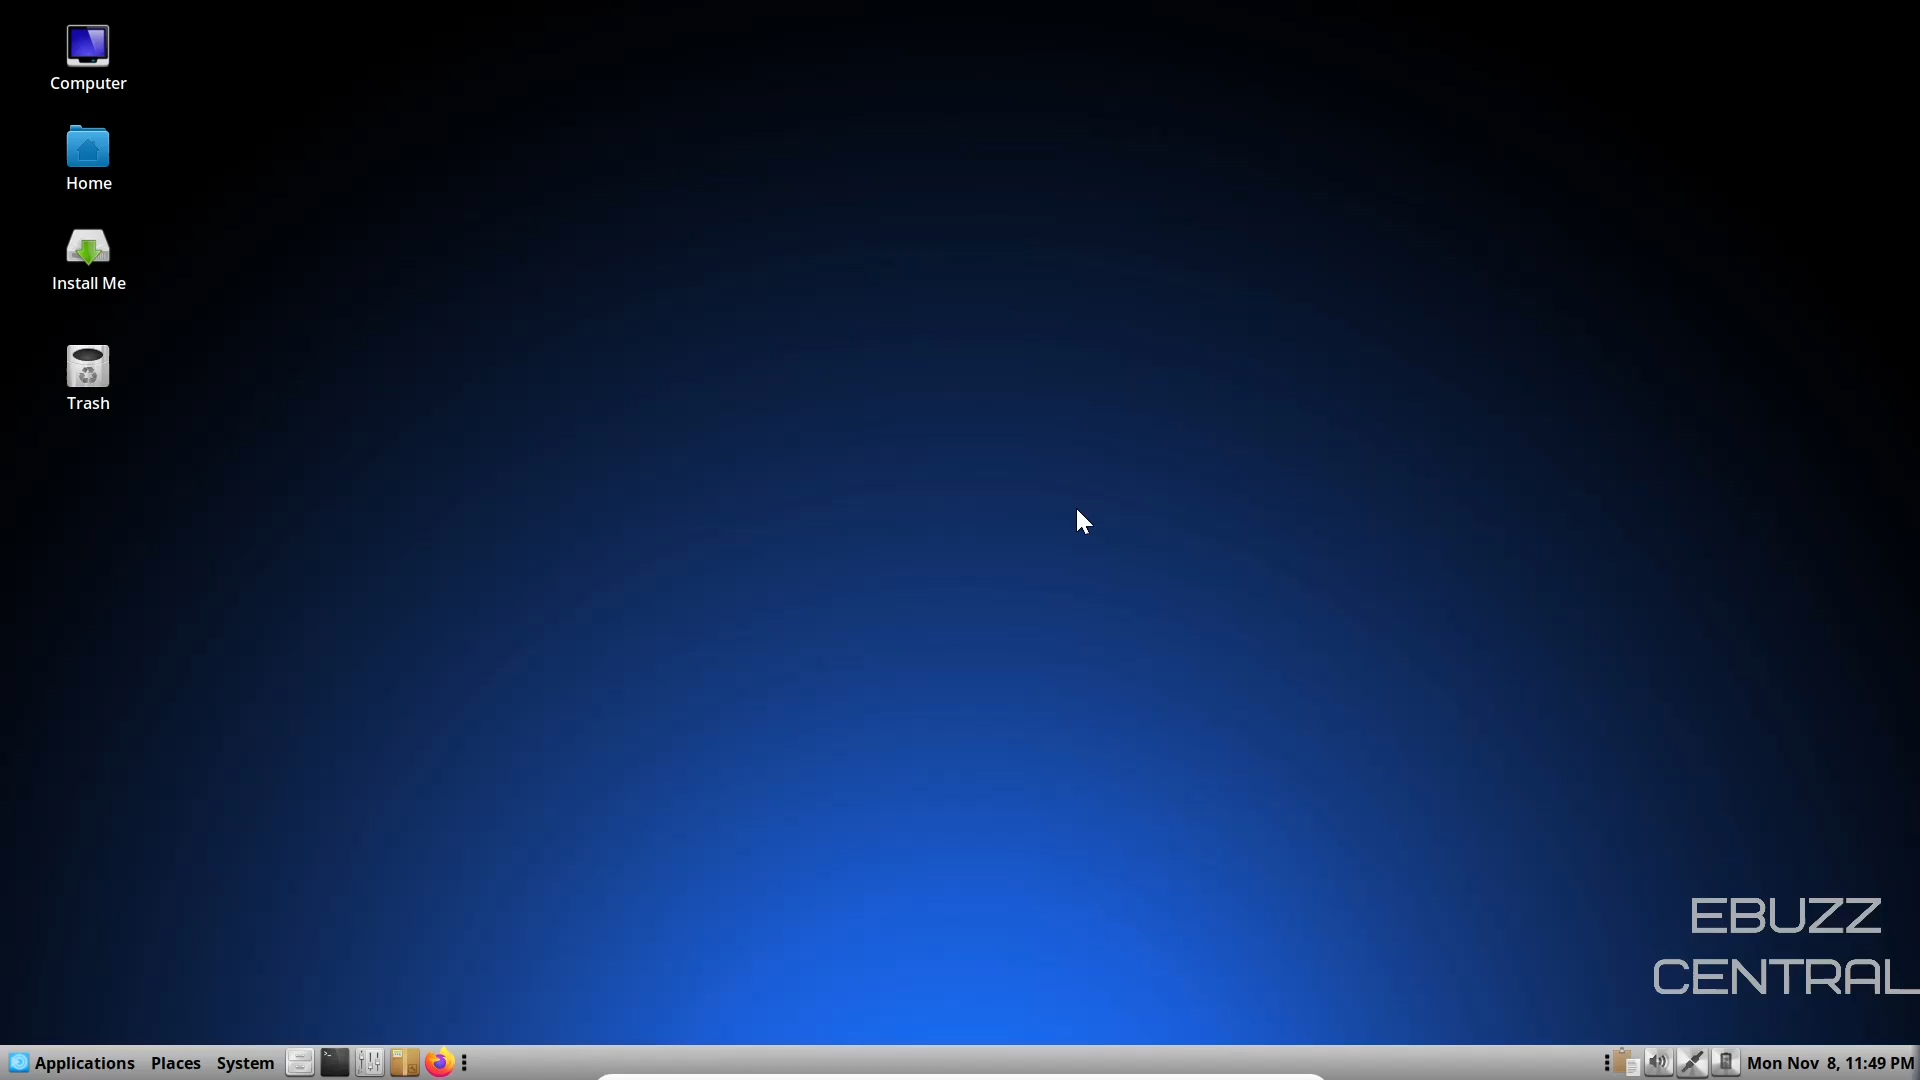 Computer
Home
Install Me
Trash
EBUZZ
CENTRAL
Applications Places System Mon Nov 8, 11:49 PM